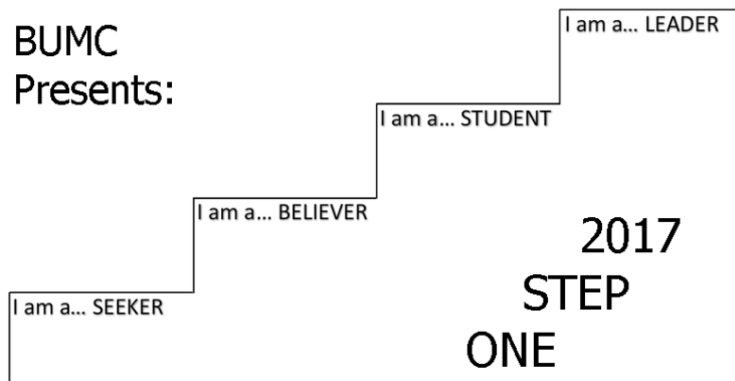 BUMC
Presents:
I am a... LEADER
I am a... STUDENT
I am a... BELIEVER
I am a... SEEKER
2017
STEP
ONE